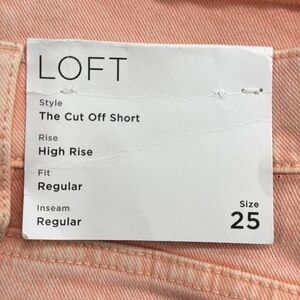 LOFT
Style
The Cut Off Short
Rise
High Rise
Fit
Regular
Inseam
Regular
Size
25